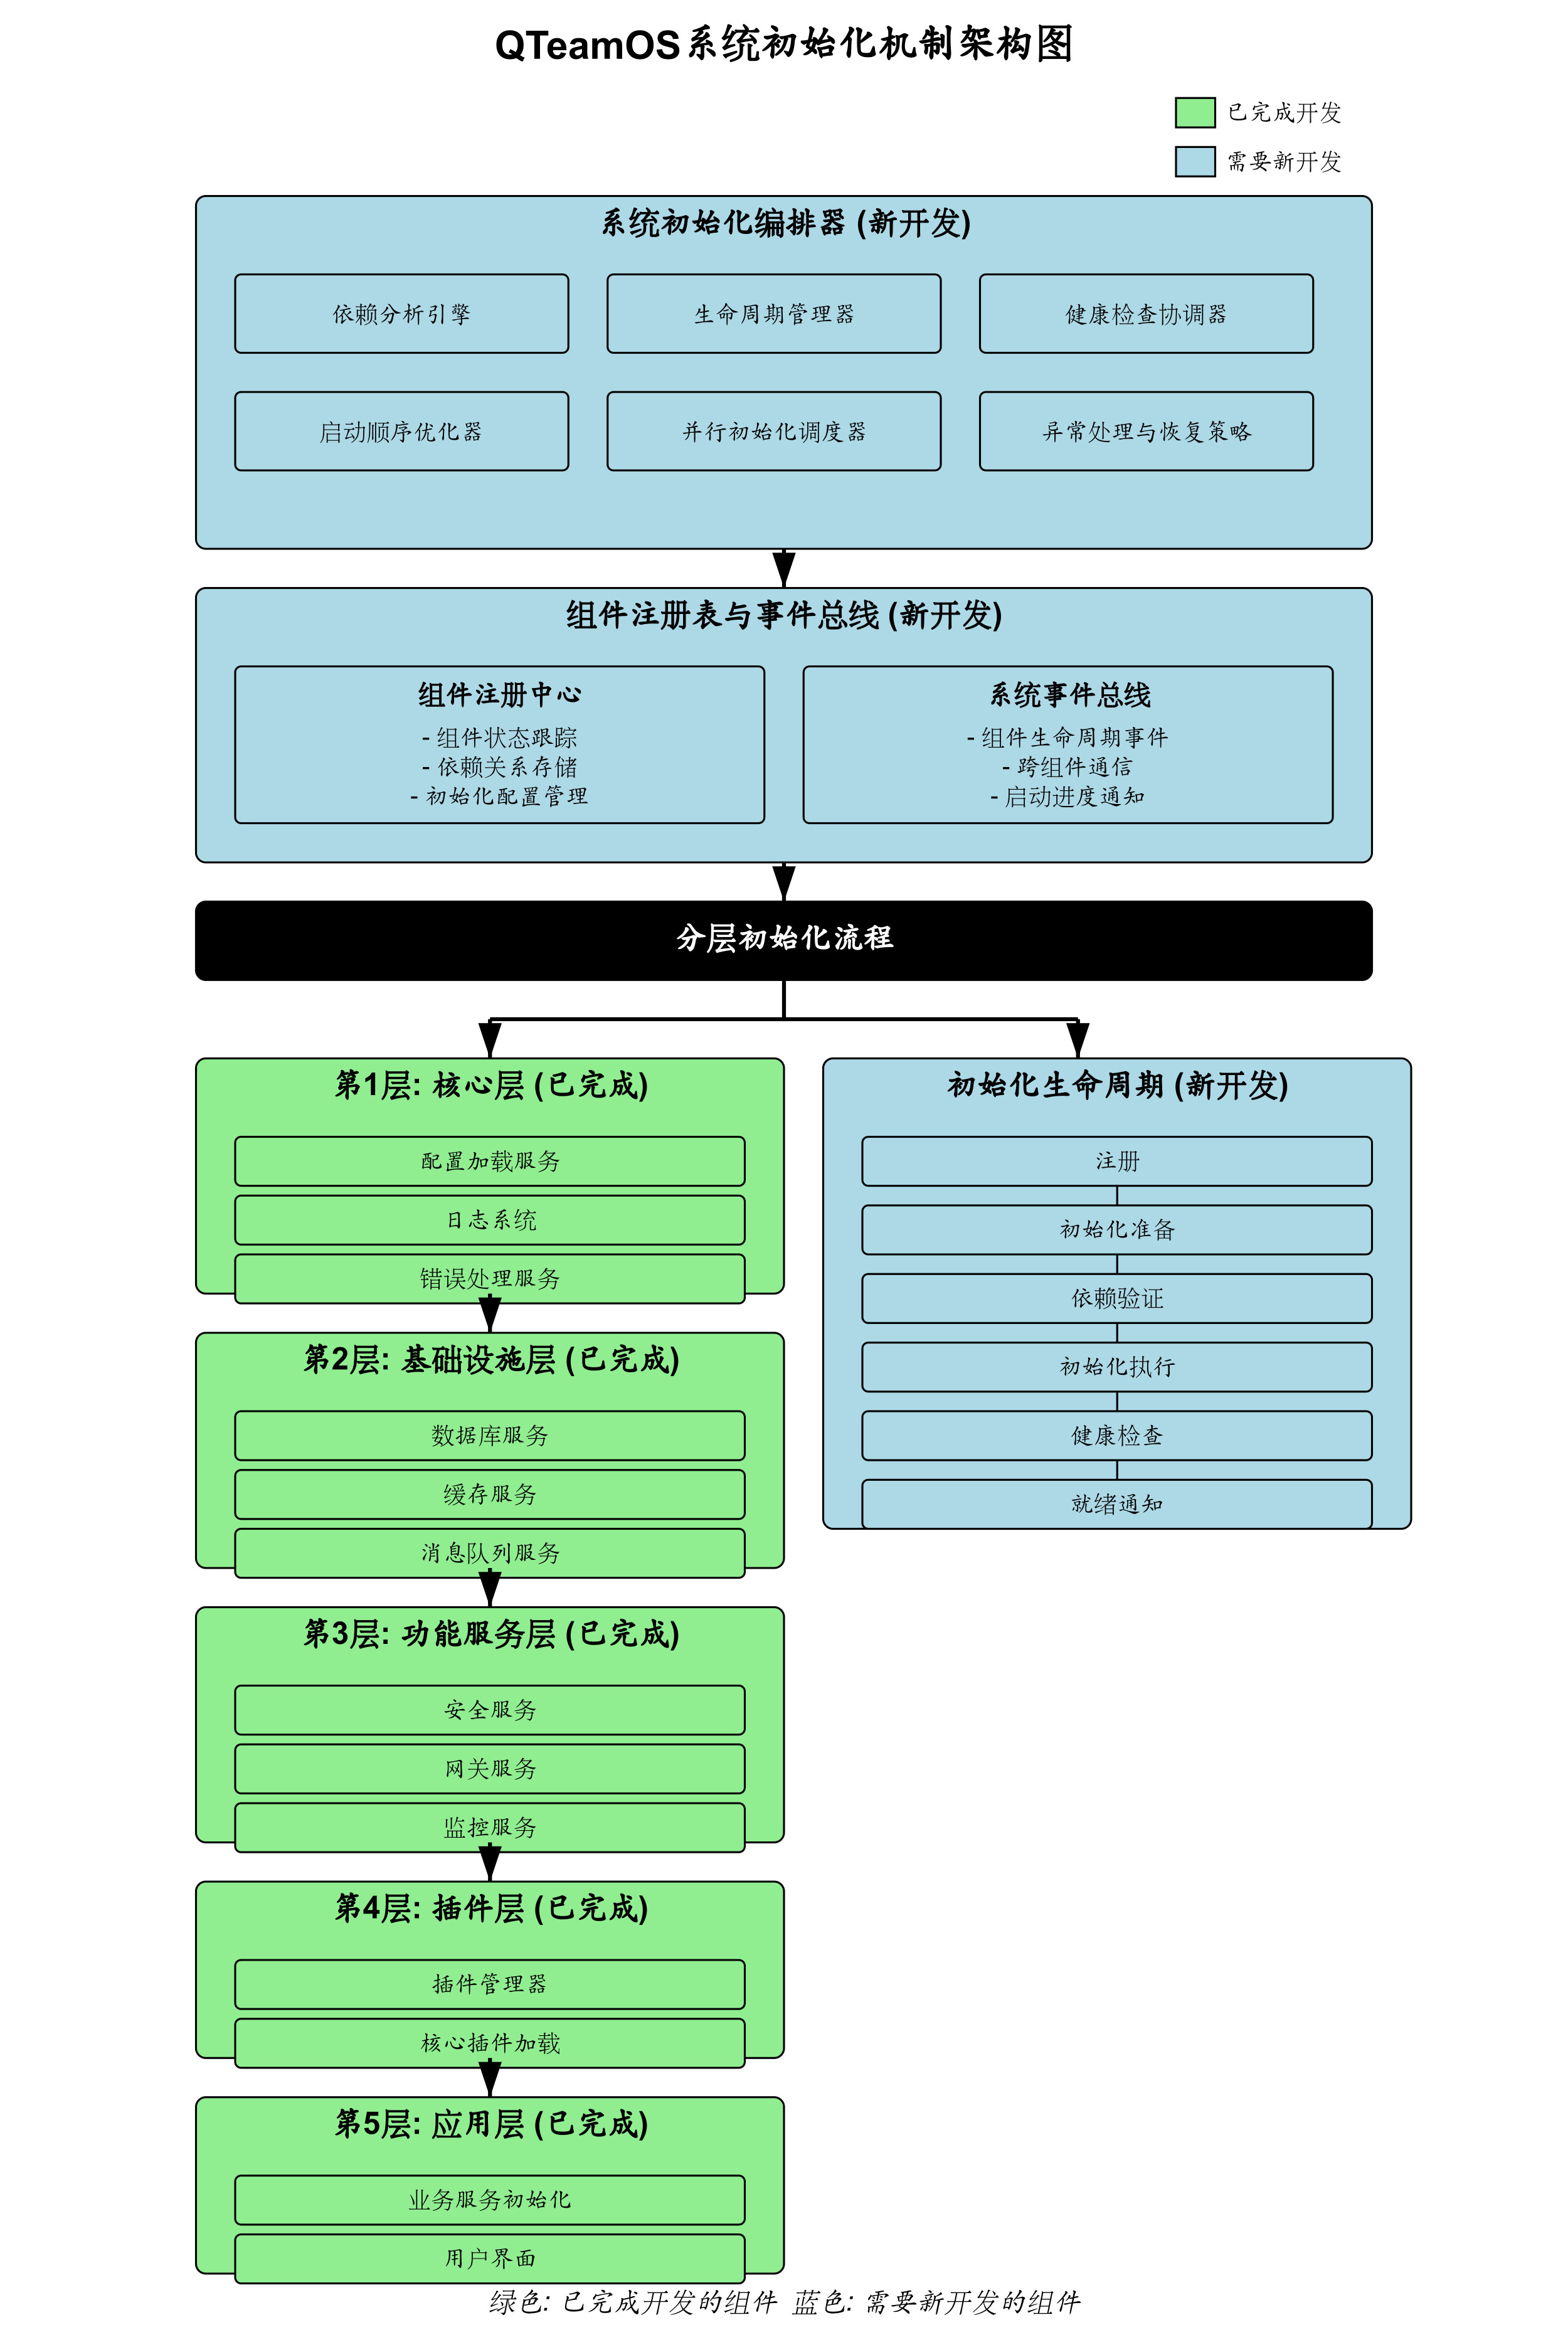 QTeamOS系统初始化机制架构图
已完成开发
需要新开发
系统初始化编排器 (新开发)
依赖分析引擎
生命周期管理器
健康检查协调器
启动顺序优化器
并行初始化调度器
异常处理与恢复策略
组件注册表与事件总线 (新开发)
组件注册中心
- 组件状态跟踪
- 依赖关系存储
- 初始化配置管理
系统事件总线
- 组件生命周期事件
- 跨组件通信
- 启动进度通知
分层初始化流程
第1层: 核心层 (已完成)
配置加载服务
日志系统
错误处理服务
第2层: 基础设施层 (已完成)
数据库服务
缓存服务
消息队列服务
第3层: 功能服务层 (已完成)
安全服务
网关服务
监控服务
第4层: 插件层 (已完成)
插件管理器
核心插件加载
第5层: 应用层 (已完成)
业务服务初始化
用户界面
初始化生命周期 (新开发)
注册
初始化准备
依赖验证
初始化执行
健康检查
就绪通知
绿色: 已完成开发的组件 蓝色: 需要新开发的组件